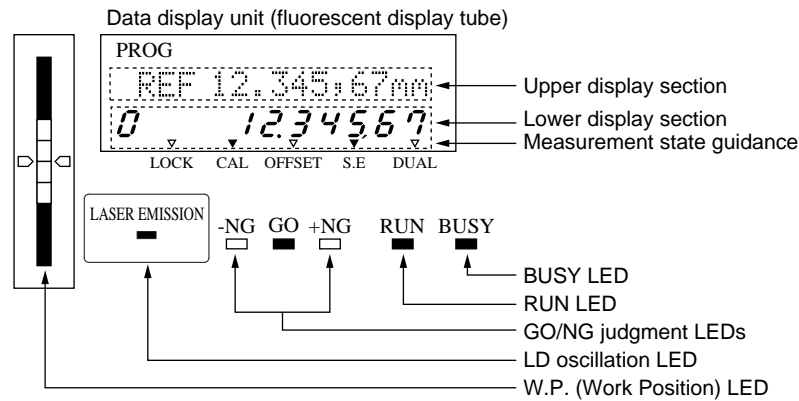 Data display unit (fluorescent display tube)
PROG
REF 12.345,67mm
Upper display section
0 12.345,67
Lower display section
Measurement state guidance
LOCK CAL OFFSET S.E DUAL
LASER EMISSION
-NG GO +NG RUN BUSY
BUSY LED
RUN LED
GO/NG judgment LEDs
LD oscillation LED
W.P. (Work Position) LED